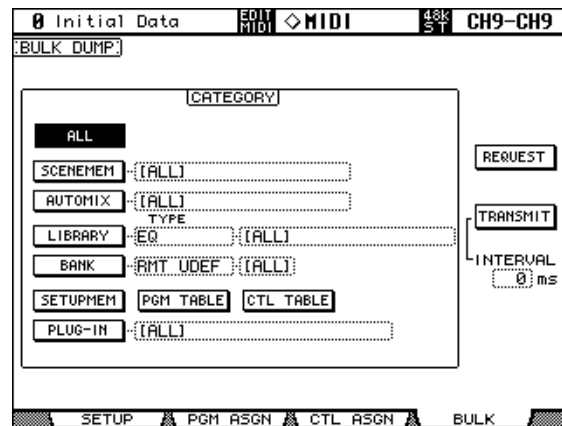 0 Initial Data EDIT MIDI ◇MIDI 48k ST CH9-CH9
BULK DUMP
CATEGORY
ALL
REQUEST
SCENEMEM [ALL]
AUTOMIX [ALL]
TRANSMIT
TYPE
LIBRARY EQ [ALL]
INTERVAL
BANK RMT UDEF [ALL]
0 ms
SETUPMEM PGM TABLE CTL TABLE
PLUG-IN [ALL]
SETUP PGM ASGN CTL ASGN BULK